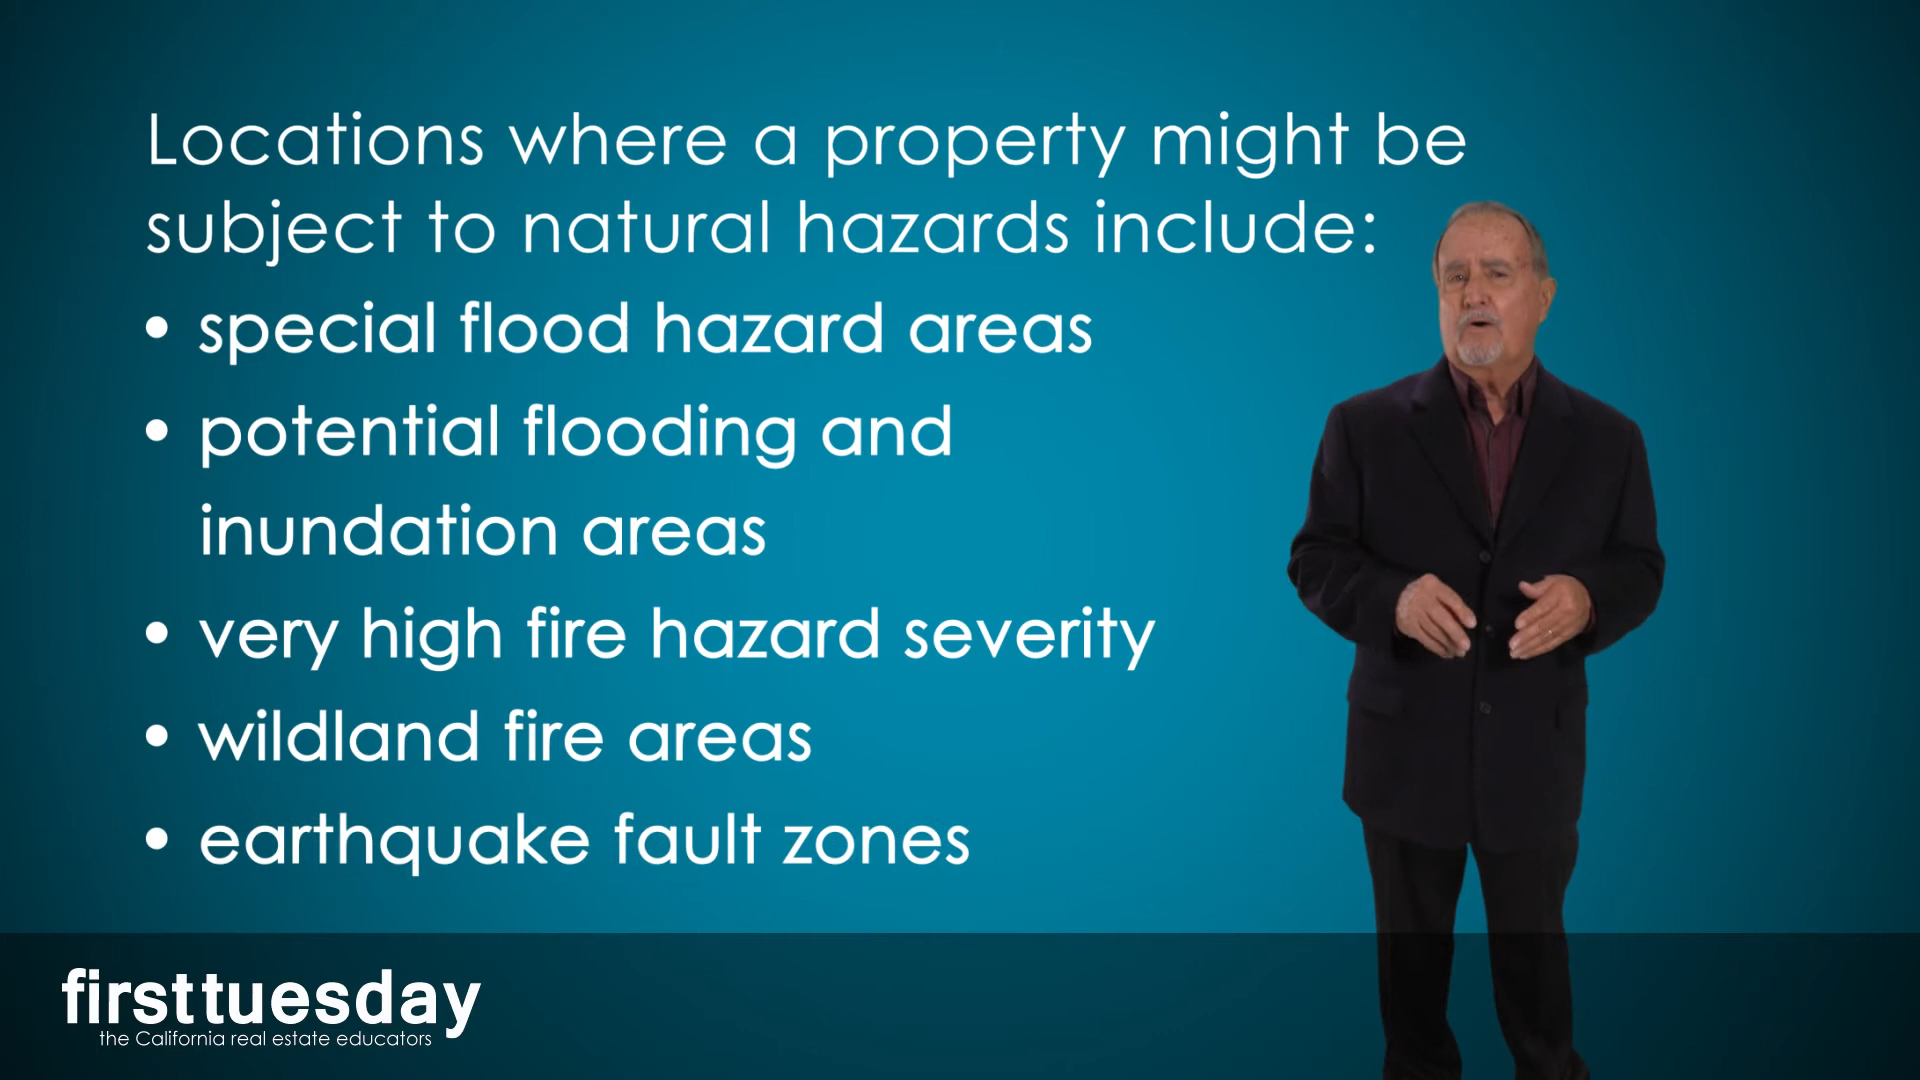 Locations where a property might be
subject to natural hazards include:
• special flood hazard areas
• potential flooding and
inundation areas
• very high fire hazard severity
• wildland fire areas
• earthquake fault zones
firsttuesday
the California real estate educators